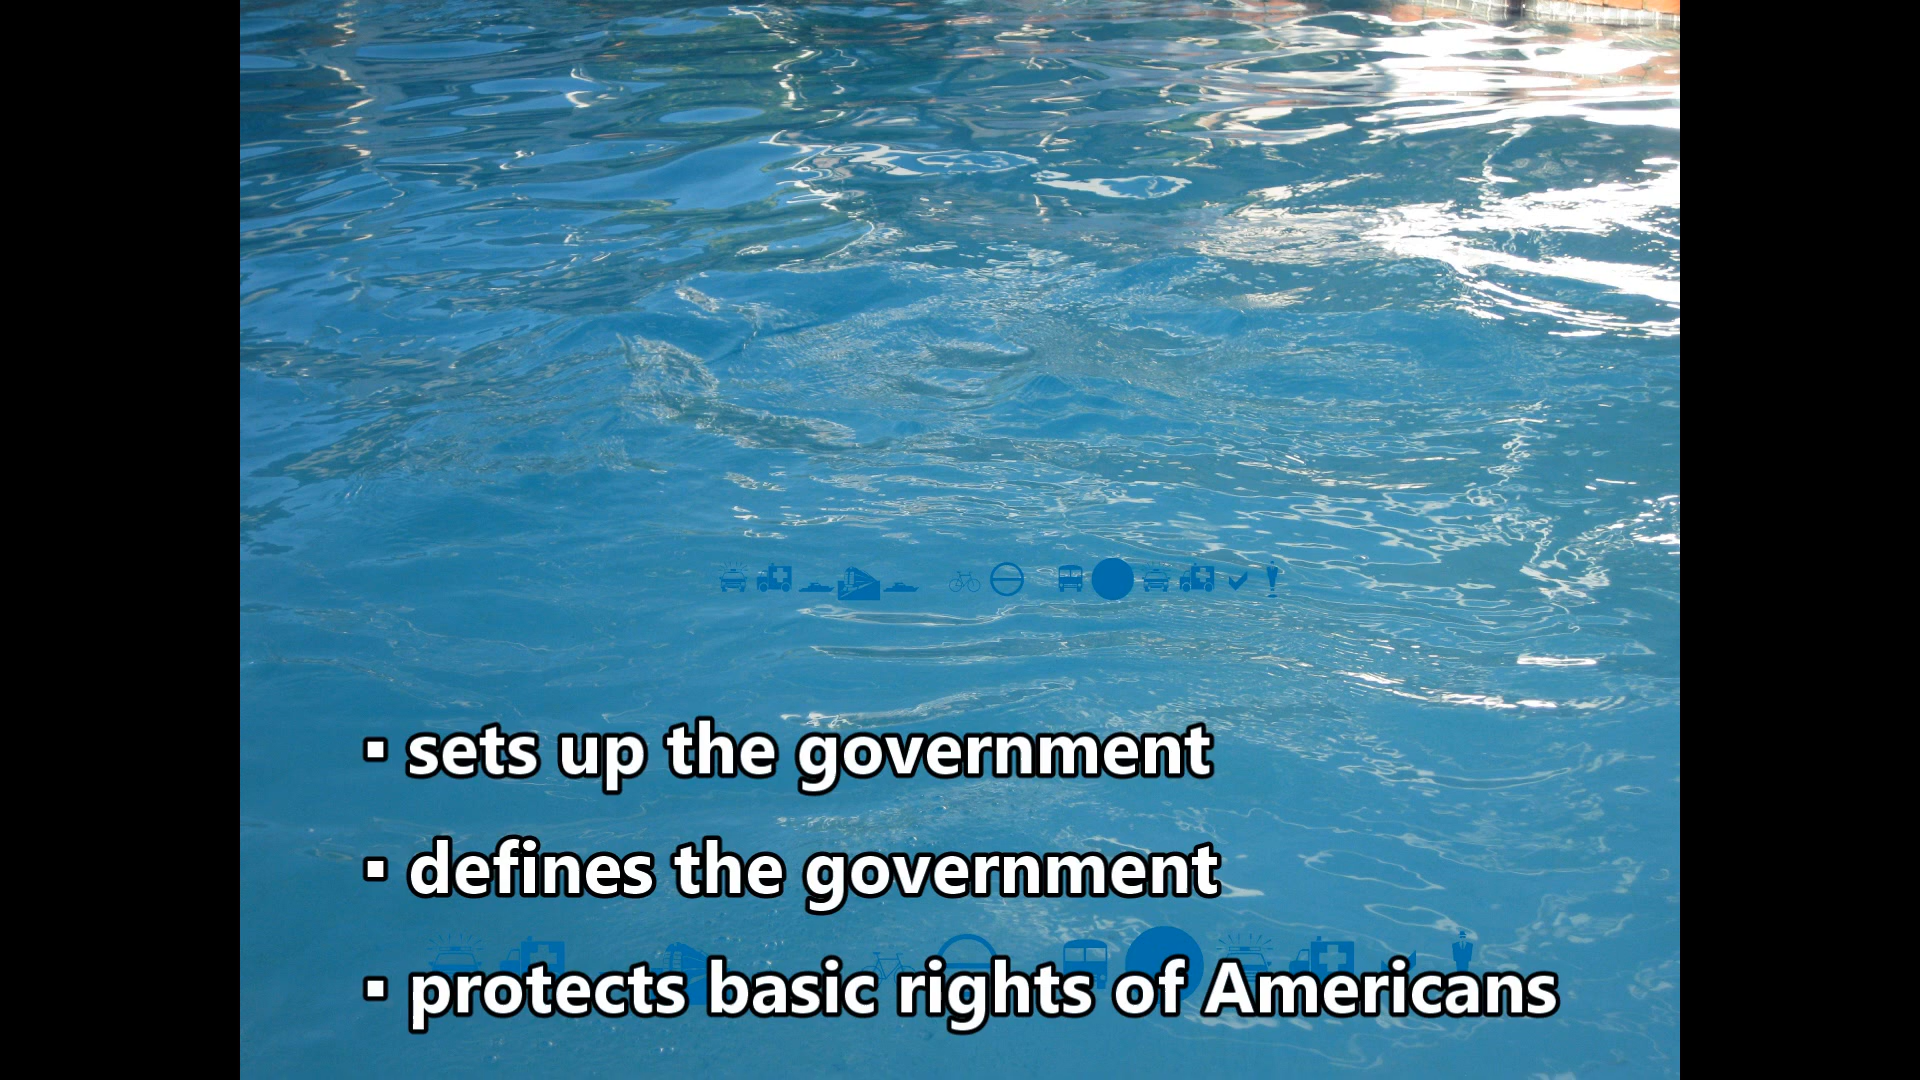 ▪ sets up the government
▪ defines the government
▪ protects basic rights of Americans